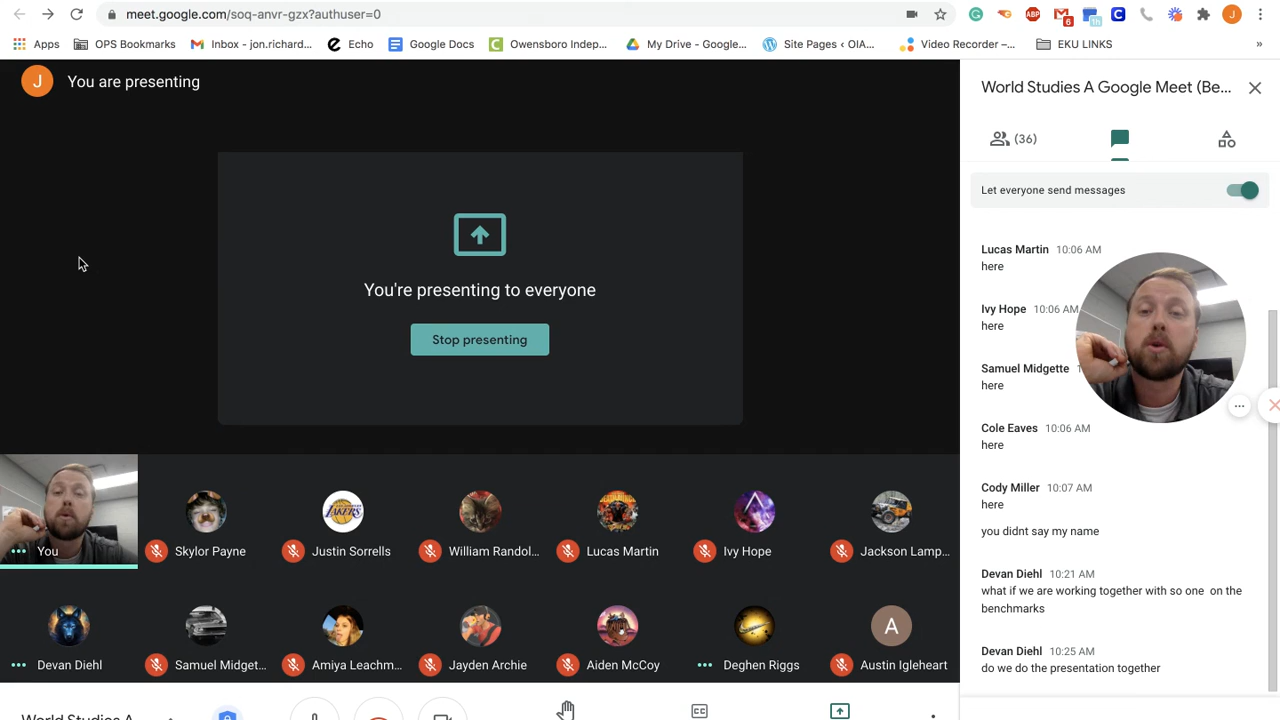 meet.google.com/soq-anvr-gzx?authuser=0
J
6
1h
ABP
C
Apps
OPS Bookmarks
Inbox - jon.richard...
Echo
Google Docs
Owensboro Indep...
My Drive - Google...
Site Pages ‹ OIA...
Video Recorder –...
EKU LINKS
»
J
You are presenting
World Studies A Google Meet (Be...
(36)
Let everyone send messages
You're presenting to everyone
Stop presenting
Lucas Martin 10:06 AM
here
Ivy Hope 10:06 AM
here
Samuel Midgette
here
Cole Eaves 10:06 AM
here
Cody Miller 10:07 AM
here
you didnt say my name
Devan Diehl 10:21 AM
what if we are working together with so one on the
benchmarks
Devan Diehl 10:25 AM
do we do the presentation together
LAKERS
You
Skylor Payne
Justin Sorrells
William Randol...
Lucas Martin
Ivy Hope
Jackson Lamp...
A
Devan Diehl
Samuel Midget...
Amiya Leachm...
Jayden Archie
Aiden McCoy
Deghen Riggs
Austin Igleheart
World Studies A
CC